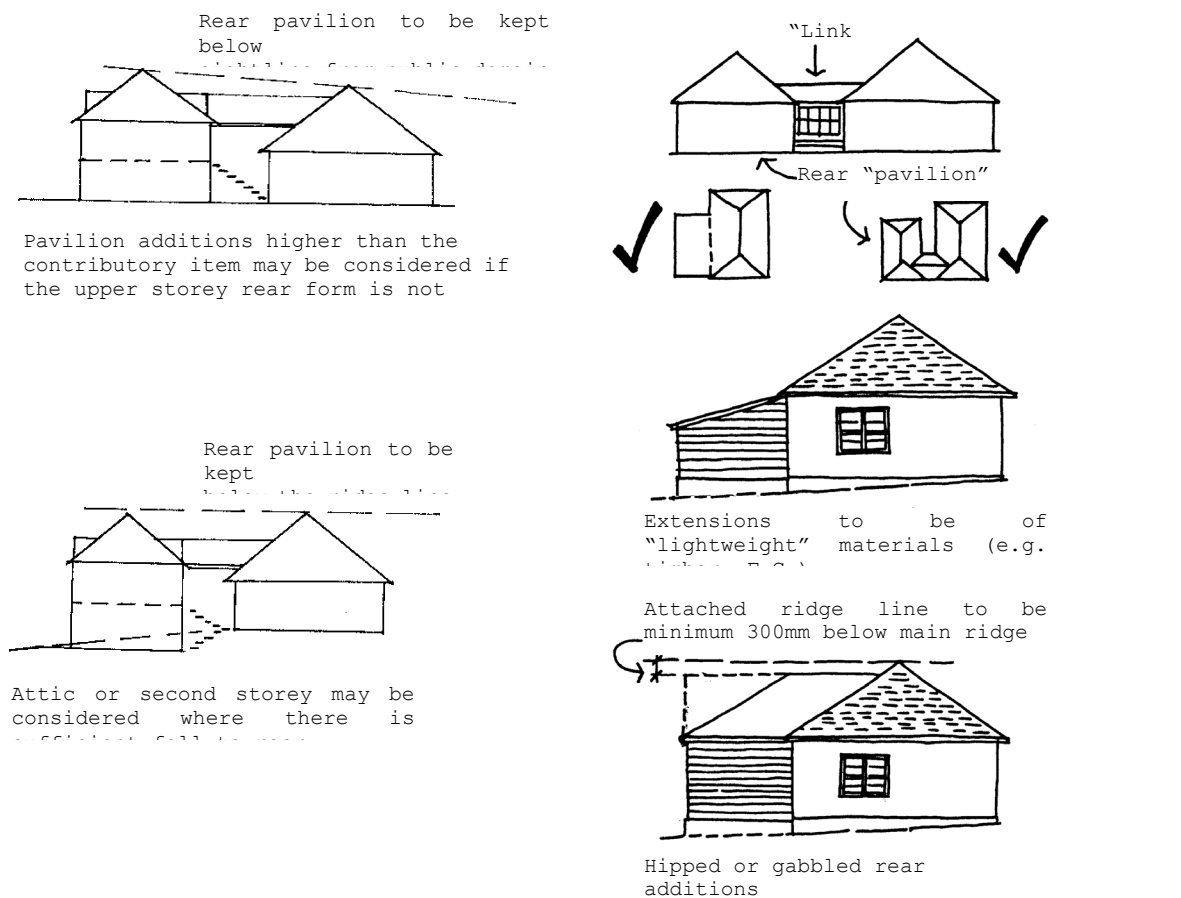 Rear pavilion to be kept
below
Pavilion additions higher than the
contributory item may be considered if
the upper storey rear form is not
Rear pavilion to be
kept
Attic or second storey may be
considered where there is
“Link
Rear “pavilion”
Extensions to be of
“lightweight” materials (e.g.
Attached ridge line to be
minimum 300mm below main ridge
Hipped or gabbled rear
additions